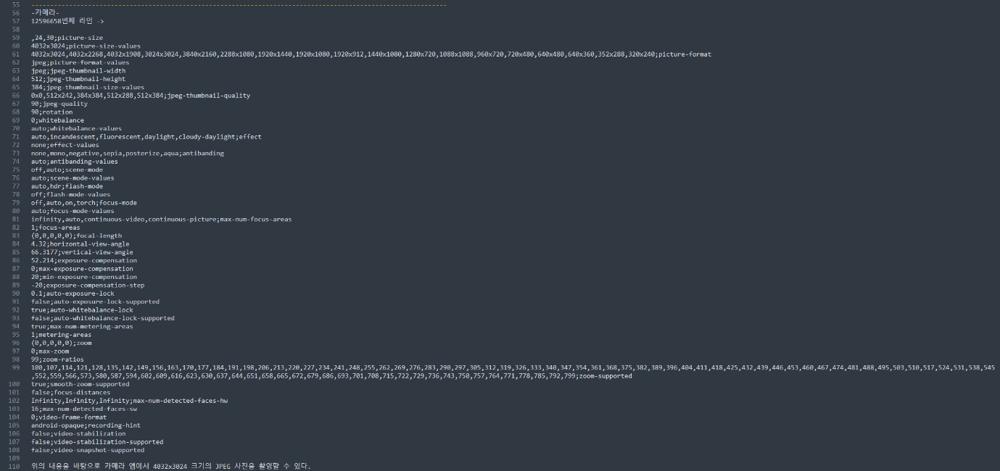 55 ------------------------------------------------------------------------------------------------------------
56 -카메라-
57 12596658번째 라인 ->
58
59 ,24,30;picture-size
60 4032x3024;picture-size-values
61 4032x3024,4032x2268,4032x1908,3024x3024,3840x2160,2288x1080,1920x1440,1920x1080,1920x912,1440x1080,1280x720,1088x1088,960x720,720x480,640x480,640x360,352x288,320x240;picture-format
62 jpeg;picture-format-values
63 jpeg;jpeg-thumbnail-width
64 512;jpeg-thumbnail-height
65 384;jpeg-thumbnail-size-values
66 0x0,512x242,384x384,512x288,512x384;jpeg-thumbnail-quality
67 90;jpeg-quality
68 90;rotation
69 0;whitebalance
70 auto;whitebalance-values
71 auto,incandescent,fluorescent,daylight,cloudy-daylight;effect
72 none;effect-values
73 none,mono,negative,sepia,posterize,aqua;antibanding
74 auto;antibanding-values
75 off,auto;scene-mode
76 auto;scene-mode-values
77 auto,hdr;flash-mode
78 off;flash-mode-values
79 off,auto,on,torch;focus-mode
80 auto;focus-mode-values
81 infinity,auto,continuous-video,continuous-picture;max-num-focus-areas
82 1;focus-areas
83 (0,0,0,0,0);focal-length
84 4.32;horizontal-view-angle
85 66.3177;vertical-view-angle
86 52.214;exposure-compensation
87 0;max-exposure-compensation
88 20;min-exposure-compensation
89 -20;exposure-compensation-step
90 0.1;auto-exposure-lock
91 false;auto-exposure-lock-supported
92 true;auto-whitebalance-lock
93 false;auto-whitebalance-lock-supported
94 true;max-num-metering-areas
95 1;metering-areas
96 (0,0,0,0,0);zoom
97 0;max-zoom
98 99;zoom-ratios
99 100,107,114,121,128,135,142,149,156,163,170,177,184,191,198,206,213,220,227,234,241,248,255,262,269,276,283,290,297,305,312,319,326,333,340,347,354,361,368,375,382,389,396,404,411,418,425,432,439,446,453,460,467,474,481,488,495,503,510,517,524,531,538,545
,552,559,566,573,580,587,594,602,609,616,623,630,637,644,651,658,665,672,679,686,693,701,708,715,722,729,736,743,750,757,764,771,778,785,792,799;zoom-supported
100 true;smooth-zoom-supported
101 false;focus-distances
102 Infinity,Infinity,Infinity;max-num-detected-faces-hw
103 16;max-num-detected-faces-sw
104 0;video-frame-format
105 android-opaque;recording-hint
106 false;video-stabilization
107 false;video-stabilization-supported
108 false;video-snapshot-supported
109
110 위의 내용을 바탕으로 카메라 앱에서 4032x3024 크기의 JPEG 사진을 촬영할 수 있다.